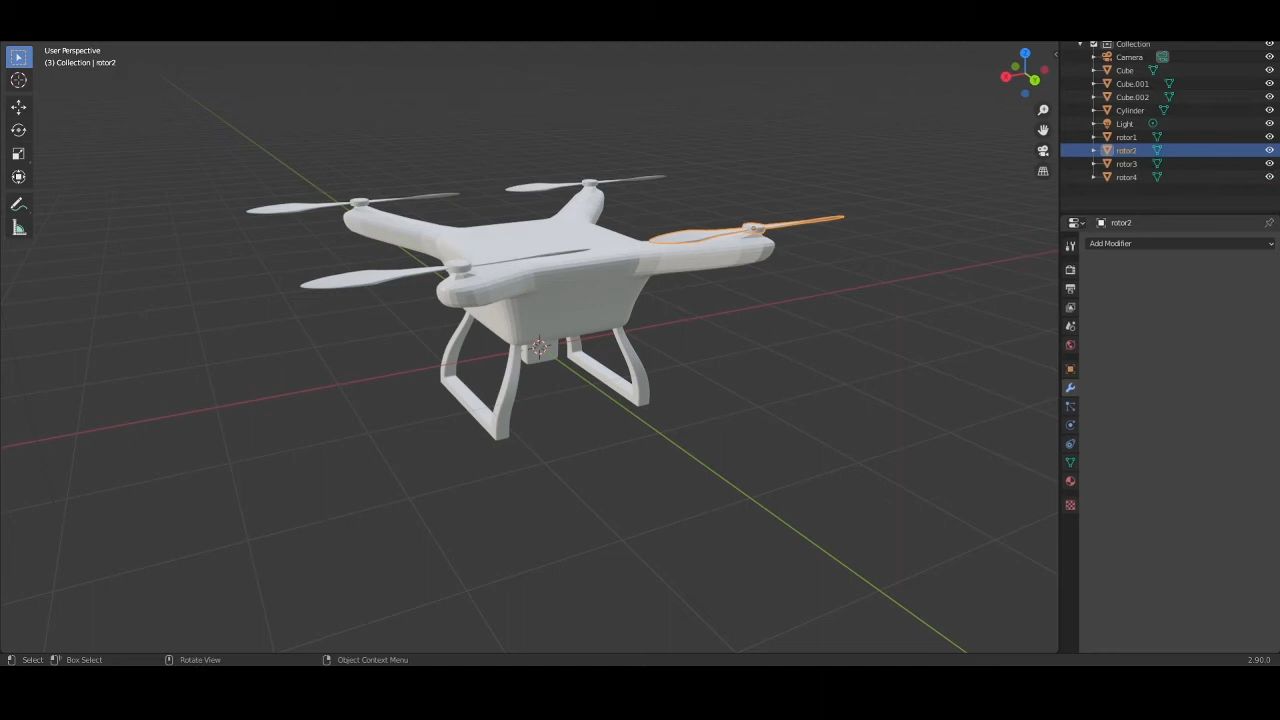 User Perspective
(3) Collection | rotor2
X
Y
Z
Collection
Camera
Cube
Cube.001
Cube.002
Cylinder
Light
rotor1
rotor2
rotor3
rotor4
rotor2
Add Modifier
Select
Box Select
Rotate View
Object Context Menu
2.90.0